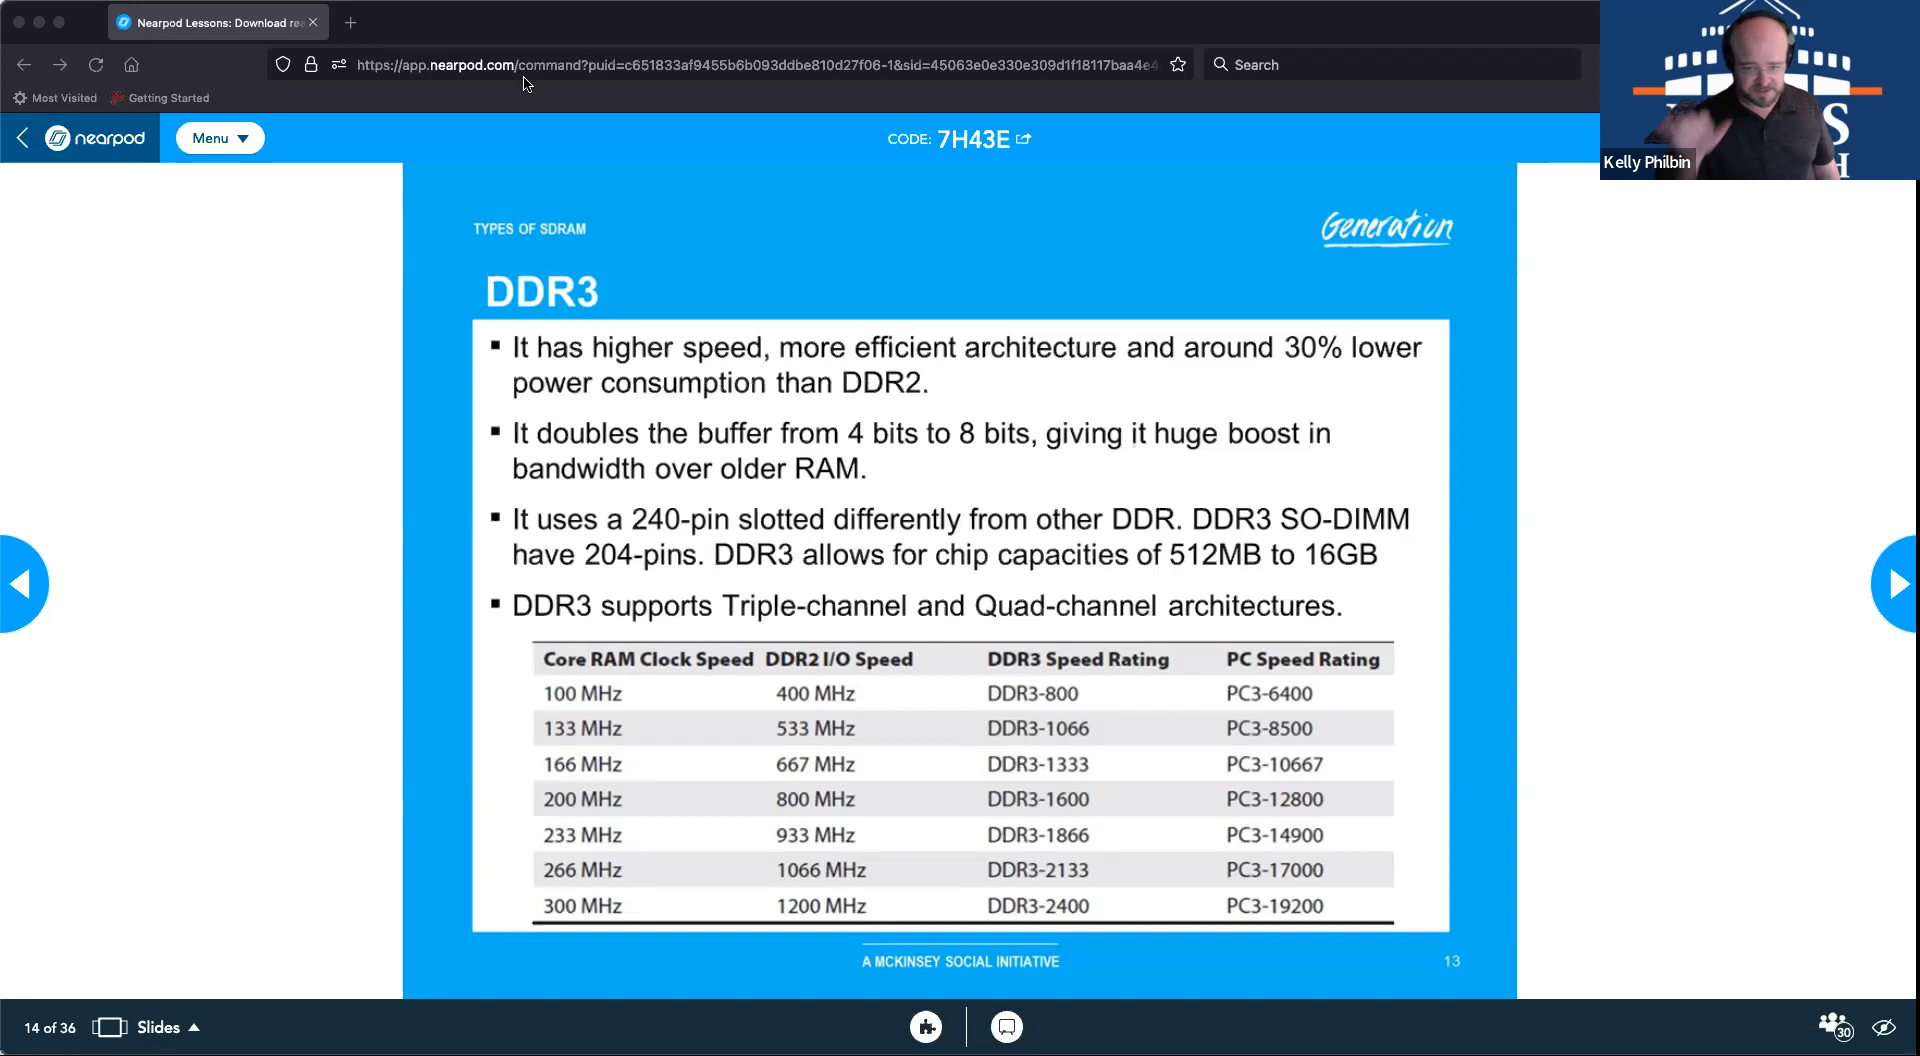 Nearpod Lessons: Download rea
https://app.nearpod.com/command?puid=c651833af9455b6b093ddbe810d27f06-1&sid=45063e0e330e309d1f18117baa4e4
Search
Most Visited
Getting Started
nearpod
Menu
CODE: 7H43E
Kelly Philbin
TYPES OF SDRAM
Generation
DDR3
▪ It has higher speed, more efficient architecture and around 30% lower
power consumption than DDR2.
▪ It doubles the buffer from 4 bits to 8 bits, giving it huge boost in
bandwidth over older RAM.
▪ It uses a 240-pin slotted differently from other DDR. DDR3 SO-DIMM
have 204-pins. DDR3 allows for chip capacities of 512MB to 16GB
▪ DDR3 supports Triple-channel and Quad-channel architectures.
Core RAM Clock Speed DDR2 I/O Speed DDR3 Speed Rating PC Speed Rating
100 MHz 400 MHz DDR3-800 PC3-6400
133 MHz 533 MHz DDR3-1066 PC3-8500
166 MHz 667 MHz DDR3-1333 PC3-10667
200 MHz 800 MHz DDR3-1600 PC3-12800
233 MHz 933 MHz DDR3-1866 PC3-14900
266 MHz 1066 MHz DDR3-2133 PC3-17000
300 MHz 1200 MHz DDR3-2400 PC3-19200
A MCKINSEY SOCIAL INITIATIVE
13
14 of 36
Slides
30